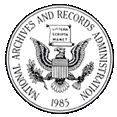 NATIONAL ARCHIVES AND RECORDS ADMINISTRATION
LITTERA
SCRIPTA
MANET
1985